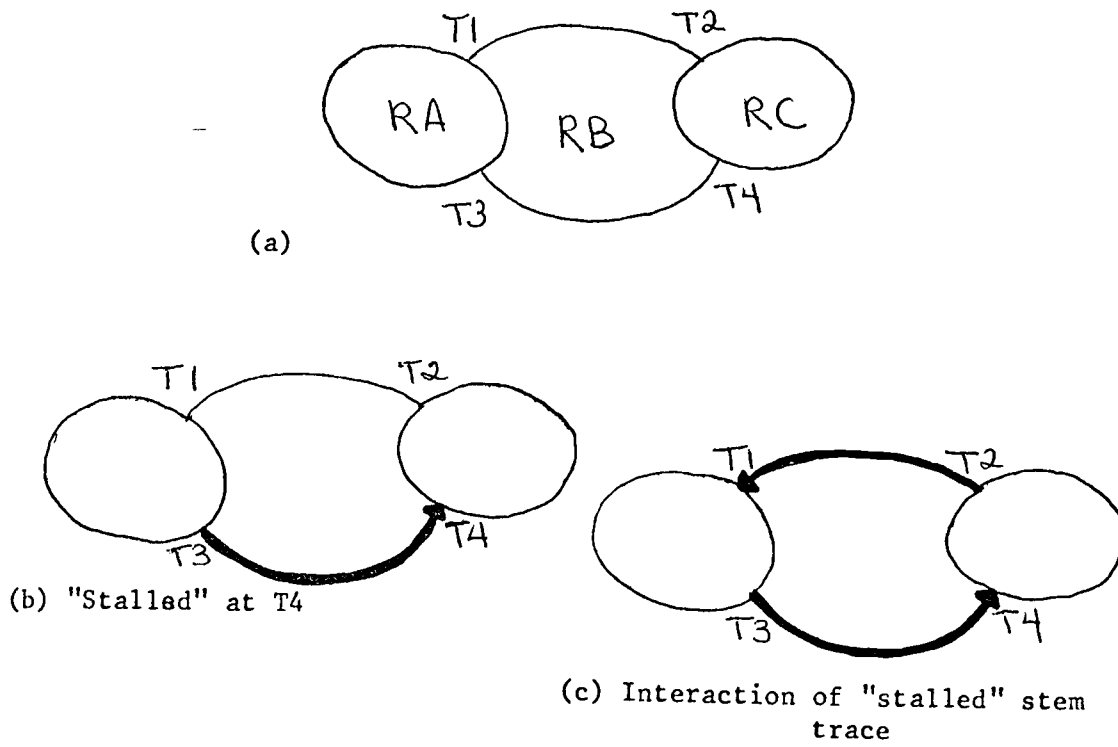 T1 T2
RA RB RC
T3 T4
(a)
T1 T2
T3 T4
(b) "Stalled" at T4
T1 T2
T3 T4
(c) Interaction of "stalled" stem
trace